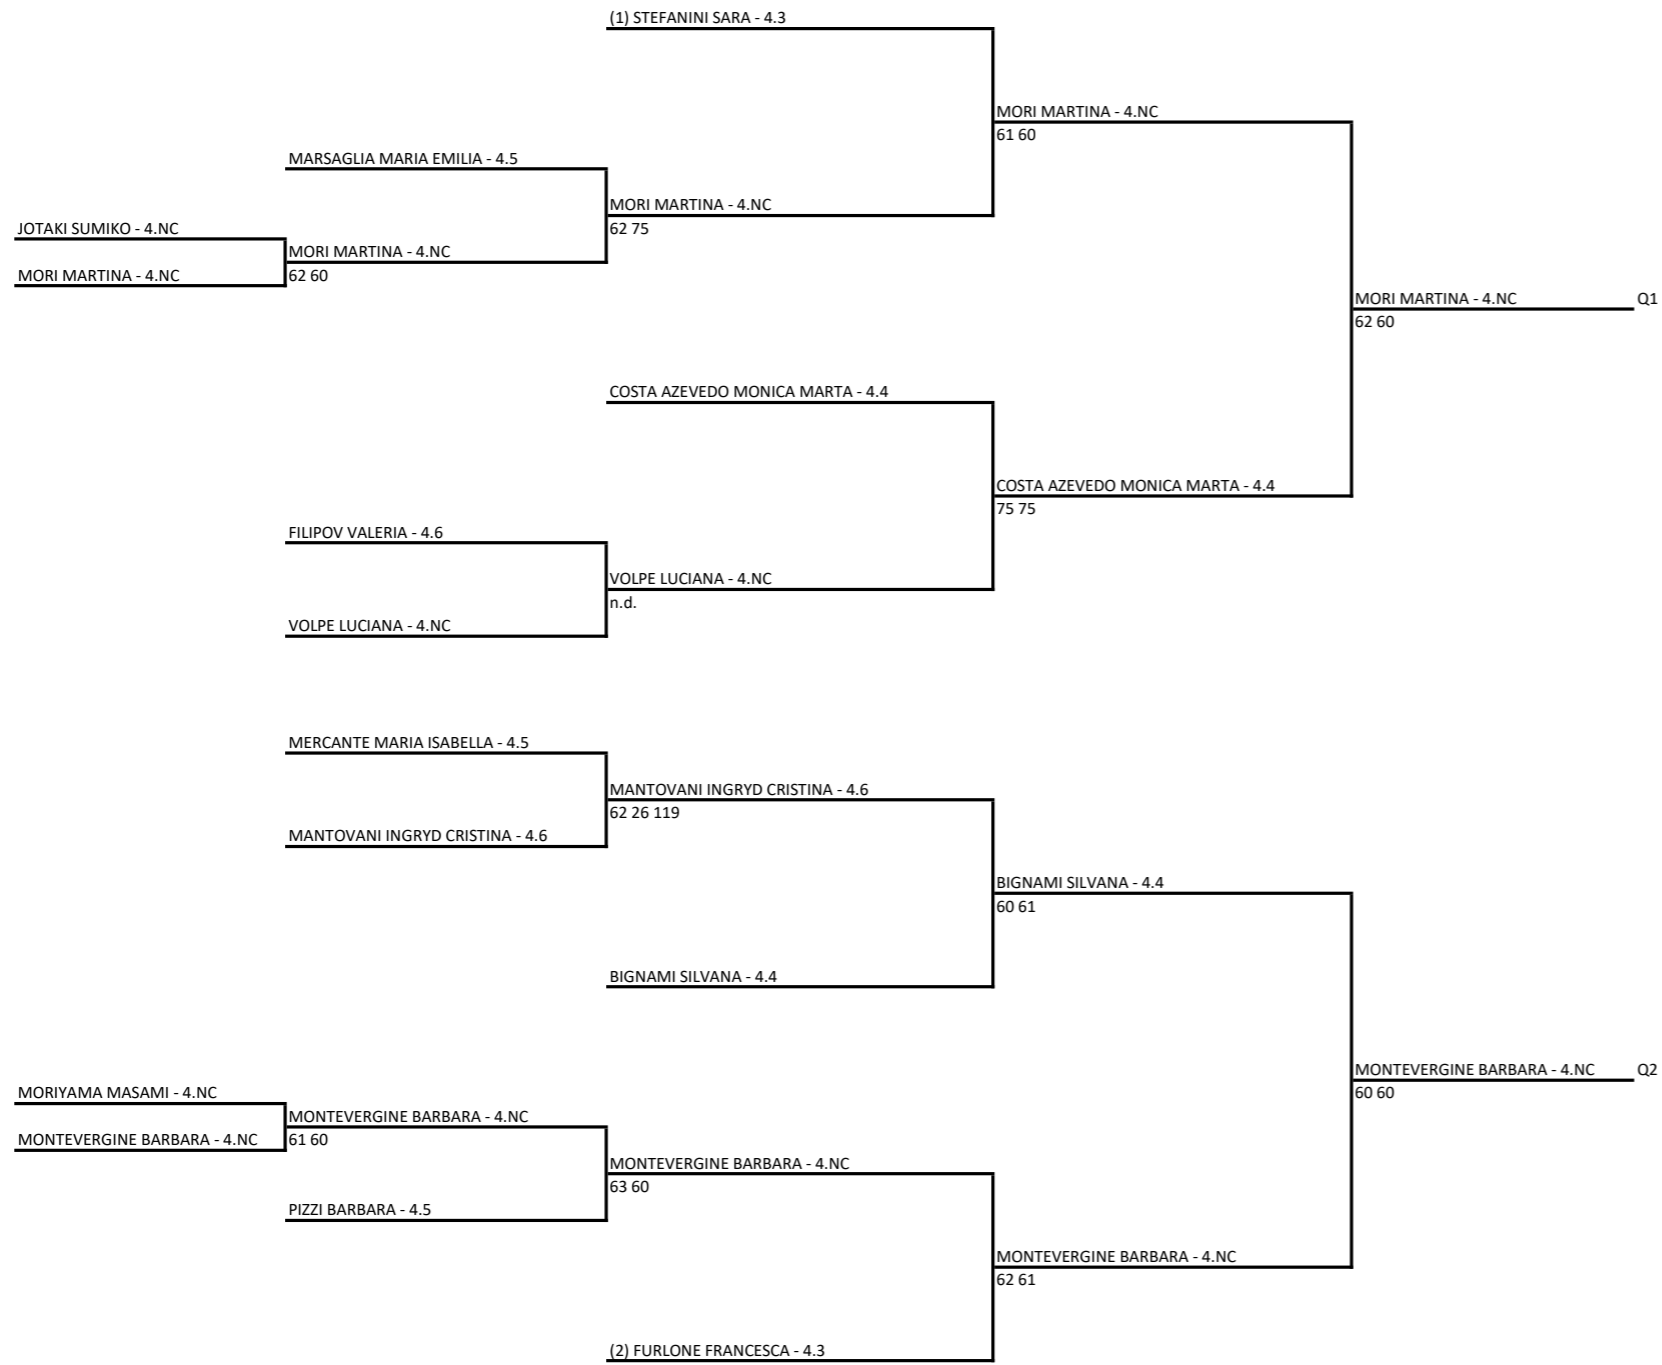 (1) STEFANINI SARA - 4.3
MORI MARTINA - 4.NC
61 60
MARSAGLIA MARIA EMILIA - 4.5
MORI MARTINA - 4.NC
62 75
JOTAKI SUMIKO - 4.NC
MORI MARTINA - 4.NC
MORI MARTINA - 4.NC
62 60
MORI MARTINA - 4.NC
Q1
62 60
COSTA AZEVEDO MONICA MARTA - 4.4
COSTA AZEVEDO MONICA MARTA - 4.4
75 75
FILIPOV VALERIA - 4.6
VOLPE LUCIANA - 4.NC
n.d.
VOLPE LUCIANA - 4.NC
MERCANTE MARIA ISABELLA - 4.5
MANTOVANI INGRYD CRISTINA - 4.6
62 26 119
MANTOVANI INGRYD CRISTINA - 4.6
BIGNAMI SILVANA - 4.4
60 61
BIGNAMI SILVANA - 4.4
MONTEVERGINE BARBARA - 4.NC
Q2
60 60
MORIYAMA MASAMI - 4.NC
MONTEVERGINE BARBARA - 4.NC
MONTEVERGINE BARBARA - 4.NC
61 60
MONTEVERGINE BARBARA - 4.NC
63 60
PIZZI BARBARA - 4.5
MONTEVERGINE BARBARA - 4.NC
62 61
(2) FURLONE FRANCESCA - 4.3